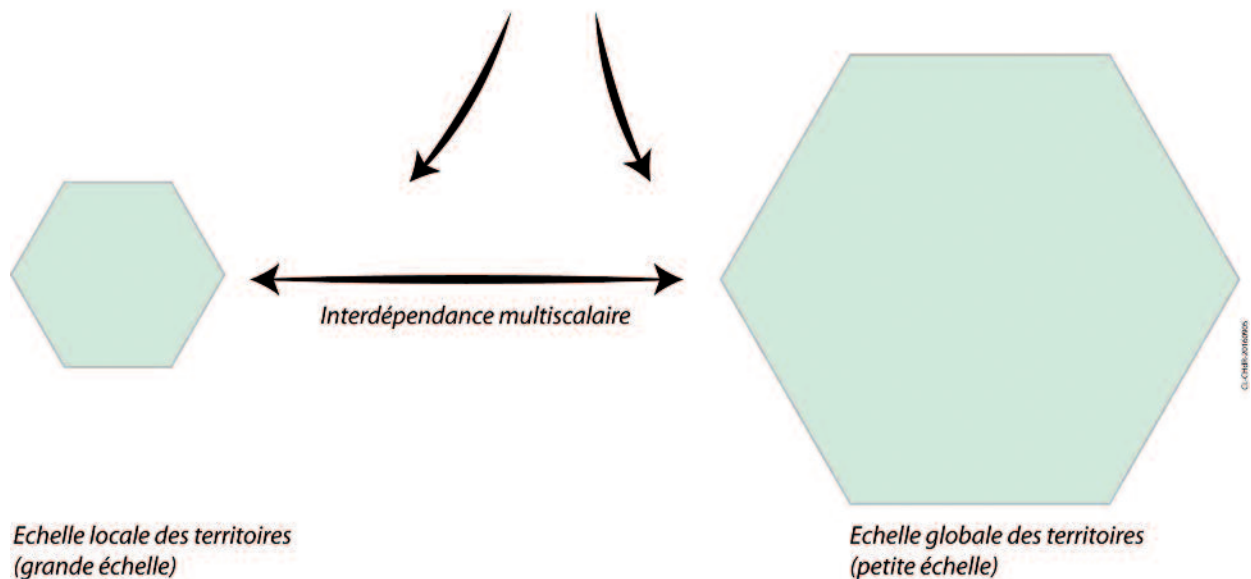 Interdépendance multiscalaire
Echelle locale des territoires
(grande échelle)
Echelle globale des territoires
(petite échelle)